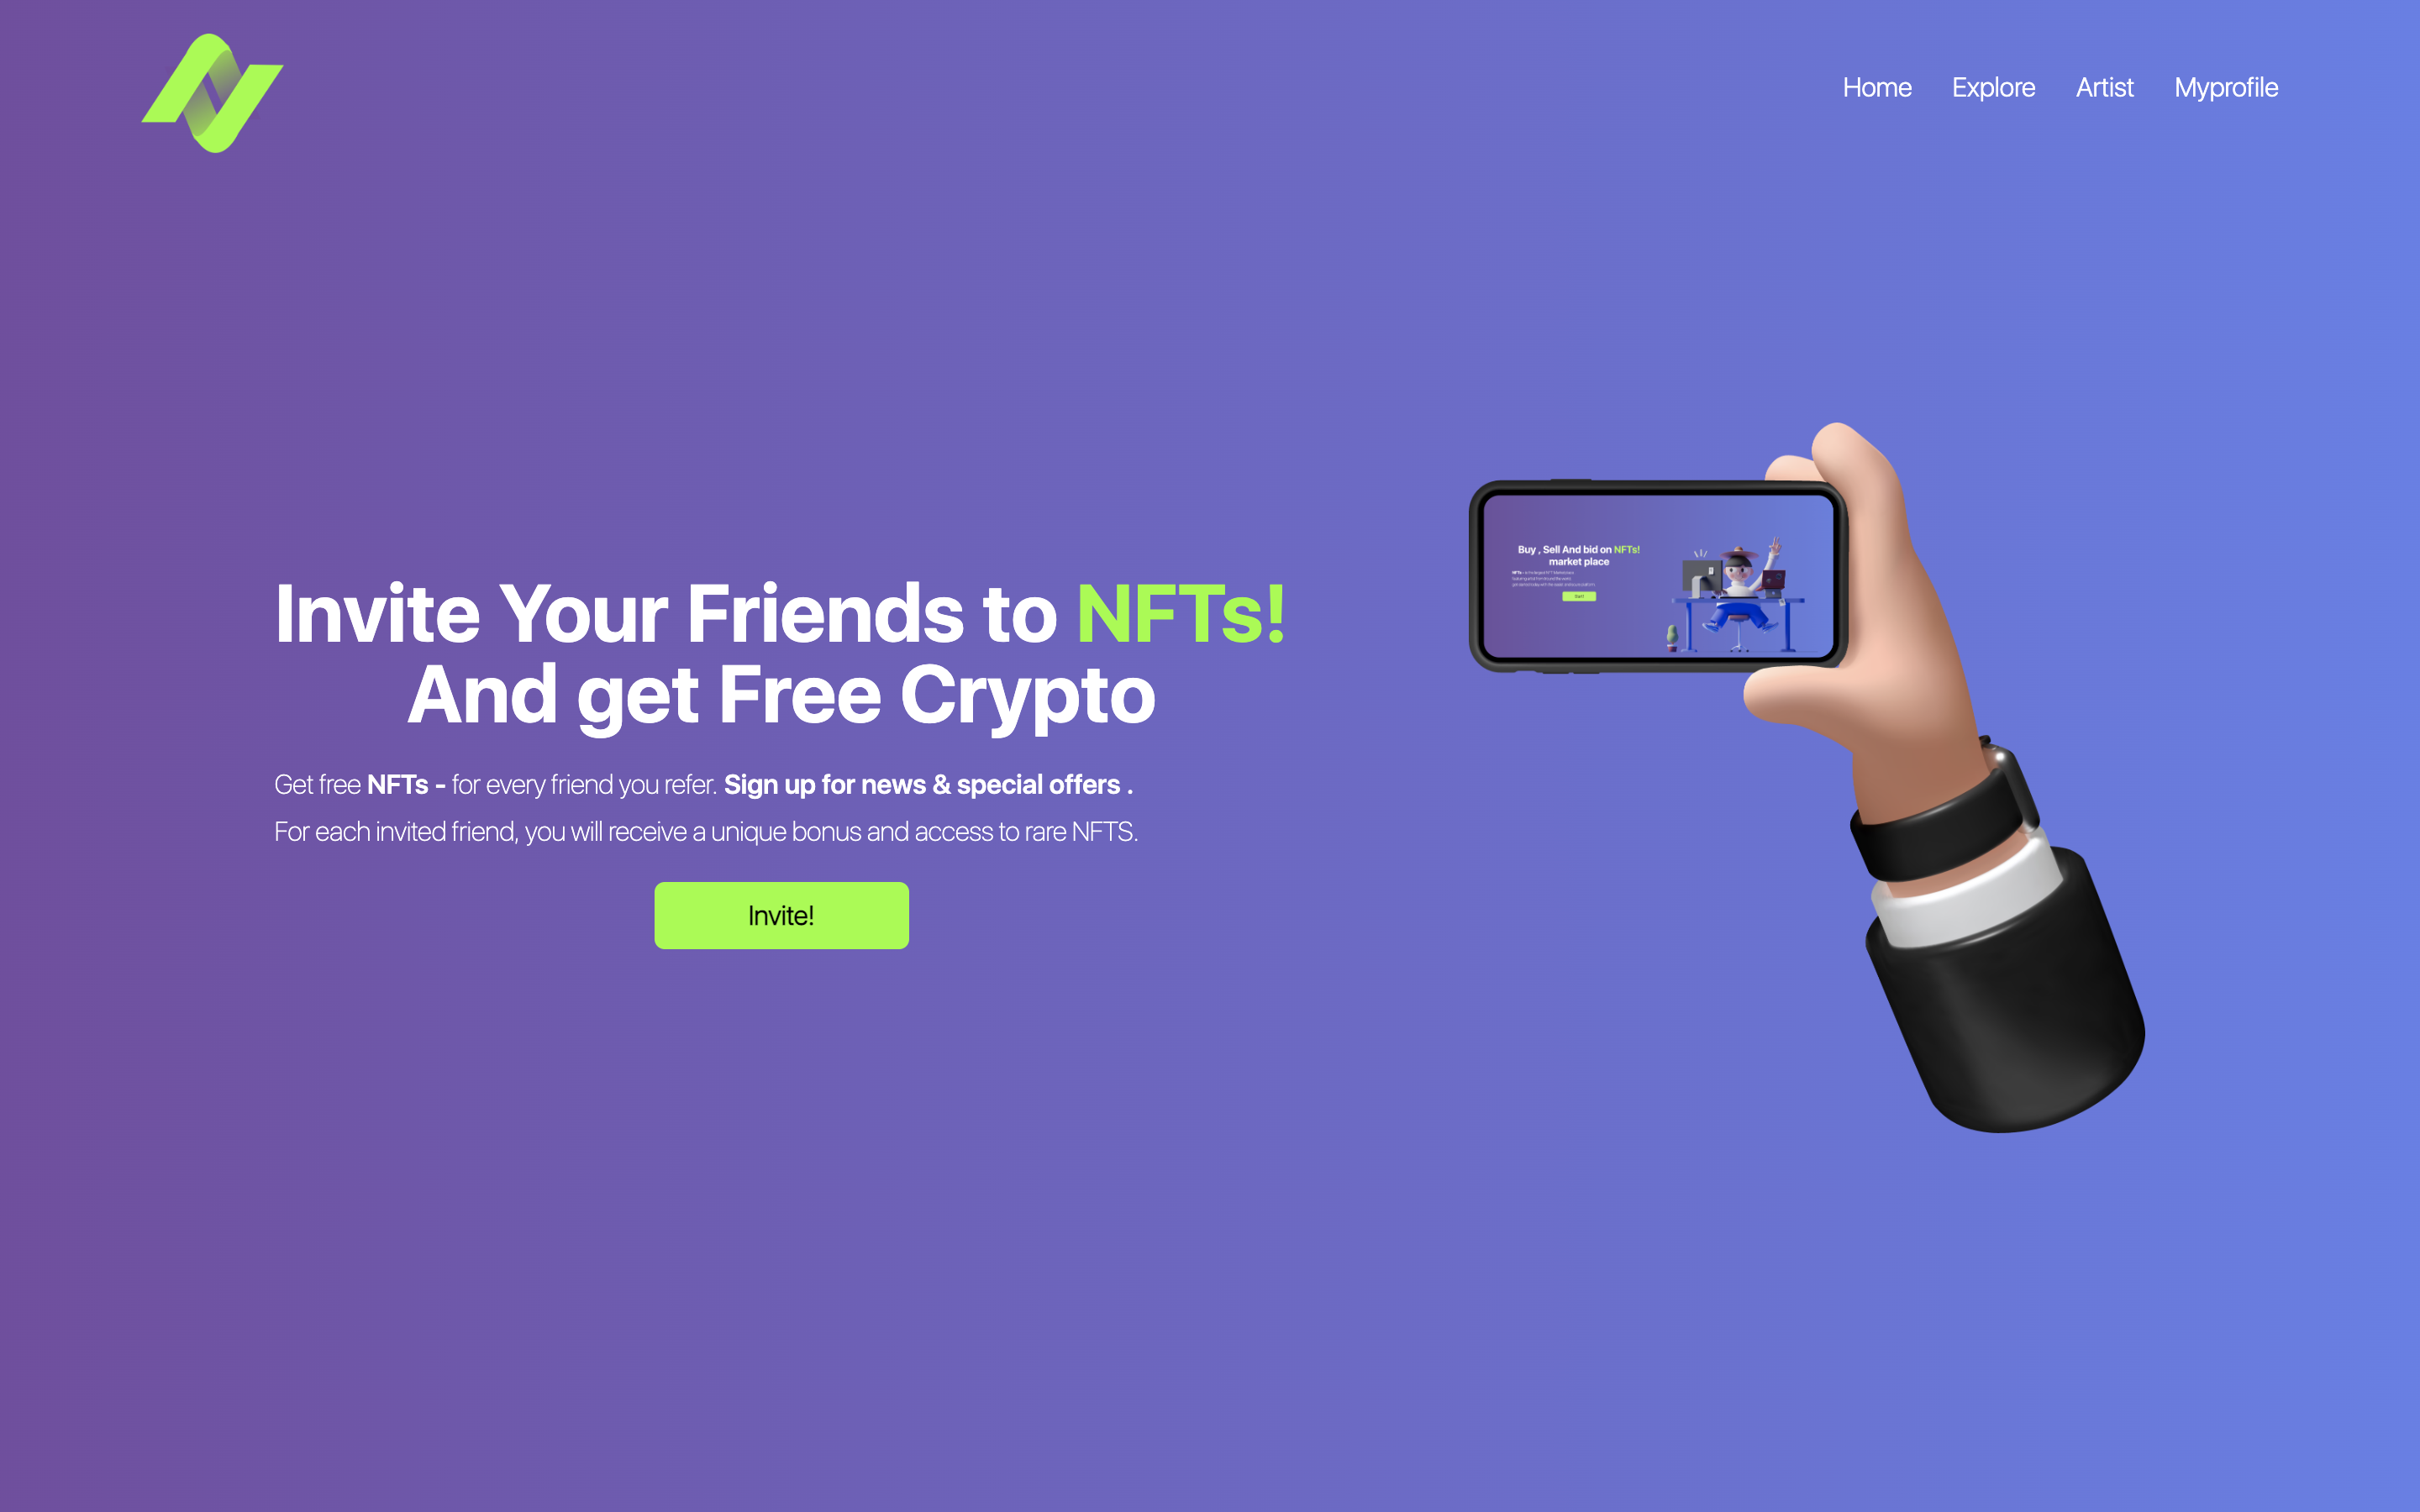 Home Explore Artist Myprofile
Buy , Sell And bid on NFTs!
market place
Invite Your Friends to NFTs!
And get Free Crypto
Get free NFTs - for every friend you refer. Sign up for news & special offers .
For each invited friend, you will receive a unique bonus and access to rare NFTS.
Invite!